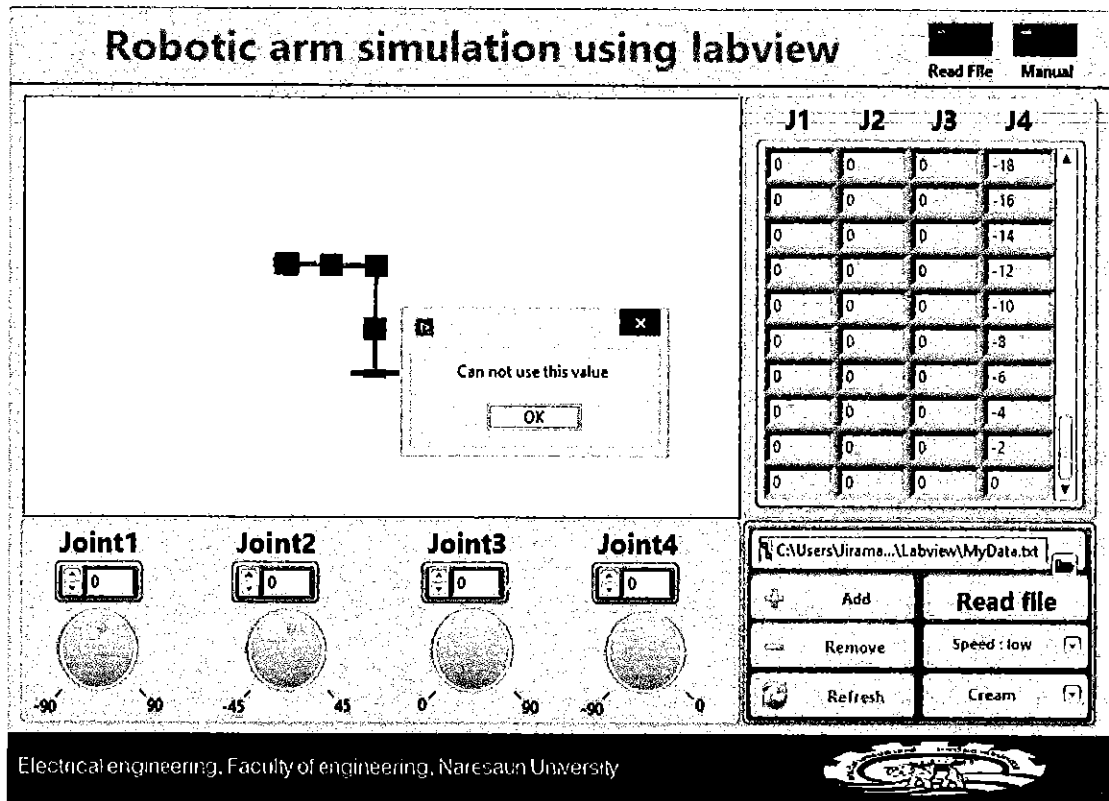 Robotic arm simulation using labview
Read File Manual
J1 J2 J3 J4
0 0 0 -18
0 0 0 -16
0 0 0 -14
0 0 0 -12
0 0 0 -10
0 0 0 -8
0 0 0 -6
0 0 0 -4
0 0 0 -2
0 0 0 0
Can not use this value
OK
Joint1 Joint2 Joint3 Joint4
0 0 0 0
-90 90 -45 45 0 90 -90 0
C:\Users\Jirama...\Labview\MyData.txt
Add Read file
Remove Speed : low
Refresh Cream
Electrical engineering, Faculty of engineering, Naresaun University